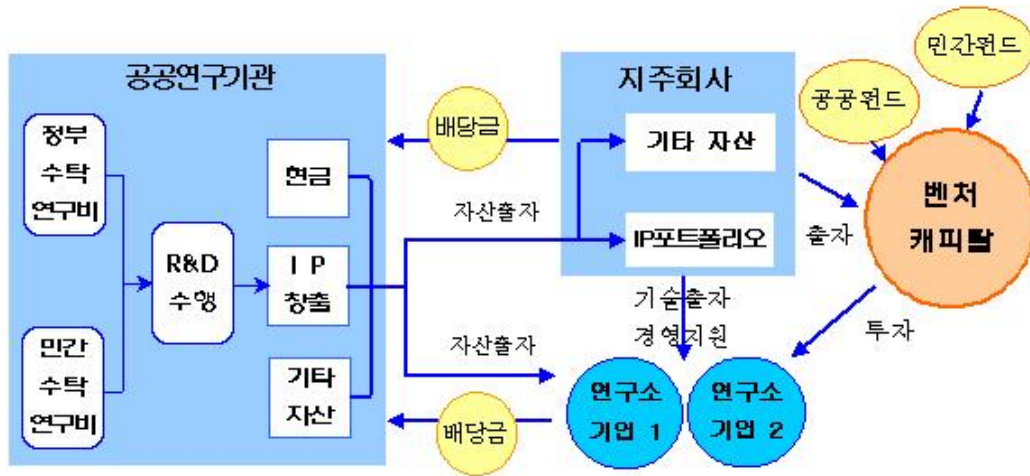 공공연구기관
정부
수탁
연구비
민간
수탁
연구비
R&D
수행
현금
I P
창출
기타
자산
배당금
자산출자
자산출자
배당금
지주회사
기타 자산
IP포트폴리오
기술출자
경영지원
연구소
기업 1
연구소
기업 2
공공펀드
민간펀드
벤처
캐피탈
출자
투자